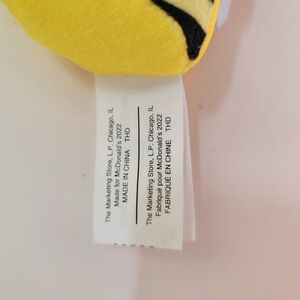 The Marketing Store, L.P. Chicago, IL
Made for McDonald's 2022
MADE IN CHINA THD
The Marketing Store, L.P. Chicago, IL
Fabriqué pour McDonald's 2022
FABRIQUÉ EN CHINE THD